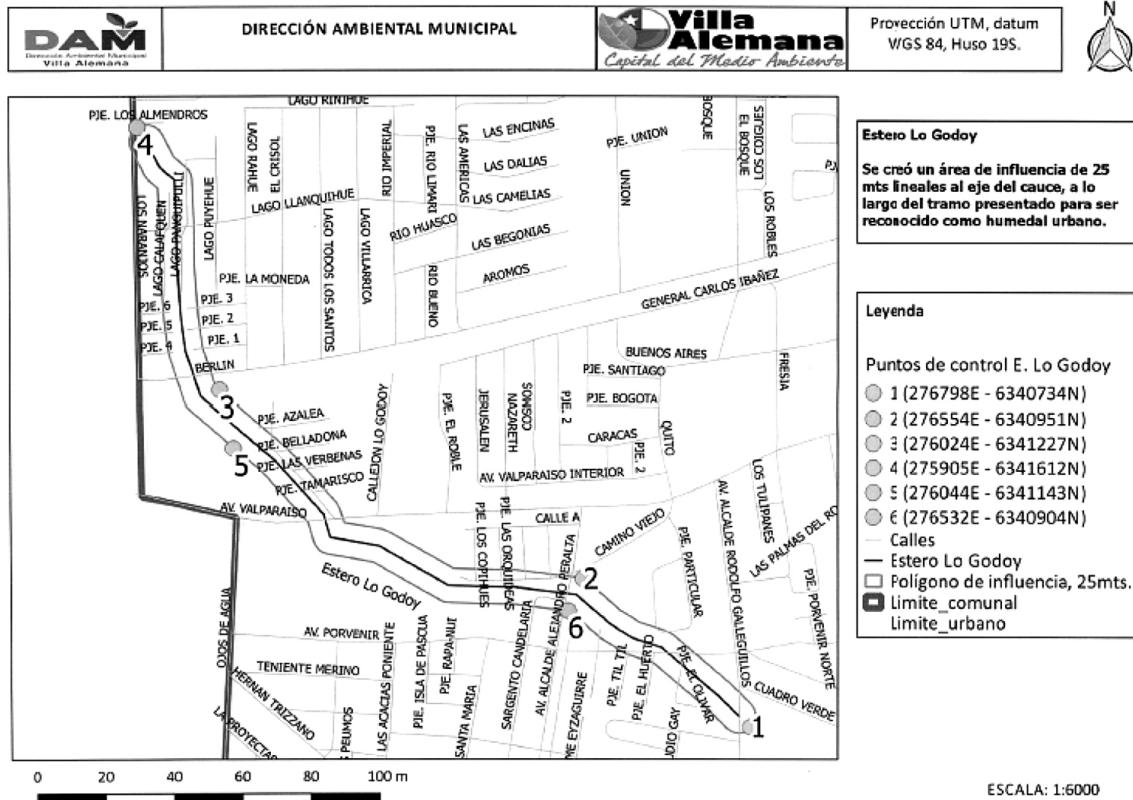 DAM
Dirección Ambiental Municipal
Villa Alemana
DIRECCIÓN AMBIENTAL MUNICIPAL
Villa
Alemana
Capital del Medio Ambiente
Proyección UTM, datum
WGS 84, Huso 19S.
N
LAGO RINIHUE
PJE. LOS ALMENDROS
4
LAGO RAHUE
EL CRISOL
RIO IMPERIAL
PJE. RIO LIMARI
LAS AMERICAS
LAS ENCINAS
LAS DALIAS
LAS CAMELIAS
LAS BEGONIAS
AROMOS
PJE. UNION
UNION
BOSQUE
EL BOSQUE
LOS COIGUES
LOS ROBLES
PJ
LOS NARANJOS
LAGO CALAFQUEN
LAGO PANGUIPULLI
LAGO PUYEHUE
LAGO LLANQUIHUE
LAGO TODOS LOS SANTOS
LAGO VILLARRICA
RIO HUASCO
RIO BUENO
PJE. LA MONEDA
PJE. 6
PJE. 5
PJE. 4
PJE. 3
PJE. 2
PJE. 1
BERLIN
GENERAL CARLOS IBAÑEZ
BUENOS AIRES
PJE. SANTIAGO
PJE. BOGOTA
CARACAS
PJE. 2
PJE. 2
QUITO
FRESIA
3
5
PJE. AZALEA
PJE. BELLADONA
PJE. LAS VERBENAS
PJE. TAMARISCO
CALLEJON LO GODOY
PJE. EL ROBLE
JERUSALEN
NAZARETH
AV. VALPARAISO INTERIOR
AV. VALPARAISO
CALLE A
CAMINO VIEJO
PJE. LOS COPIHUES
PJE. LAS ORQUIDEAS
PJE. PARTICULAR
AV. ALCALDE RODOLFO GALLEGUILLOS
LOS TULIPANES
LAS PALMAS DEL RO
PJE. PORVENIR NORTE
2
6
1
Estero Lo Godoy
OJOS DE AGUA
AV. PORVENIR
TENIENTE MERINO
HERNAN TRIZZANO
LA PROYECTA
PEUMOS
LAS ACACIAS PONIENTE
PJE. ISLA DE PASCUA
PJE. RAPA-NUI
SANTA MARIA
SARGENTO CANDELARIA
AV. ALCALDE ALEJANDRO PERALTA
ME EYZAGUIRRE
PJE. TIL TIL
PJE. EL HUERTO
PJE. EL OLIVAR
DIO GAY
CUADRO VERDE
Estero Lo Godoy
Se creó un área de influencia de 25
mts lineales al eje del cauce, a lo
largo del tramo presentado para ser
reconocido como humedal urbano.
Leyenda
Puntos de control E. Lo Godoy
1 (276798E - 6340734N)
2 (276554E - 6340951N)
3 (276024E - 6341227N)
4 (275905E - 6341612N)
5 (276044E - 6341143N)
6 (276532E - 6340904N)
Calles
Estero Lo Godoy
Polígono de influencia, 25mts.
Limite_comunal
Limite_urbano
0 20 40 60 80 100 m
ESCALA: 1:6000